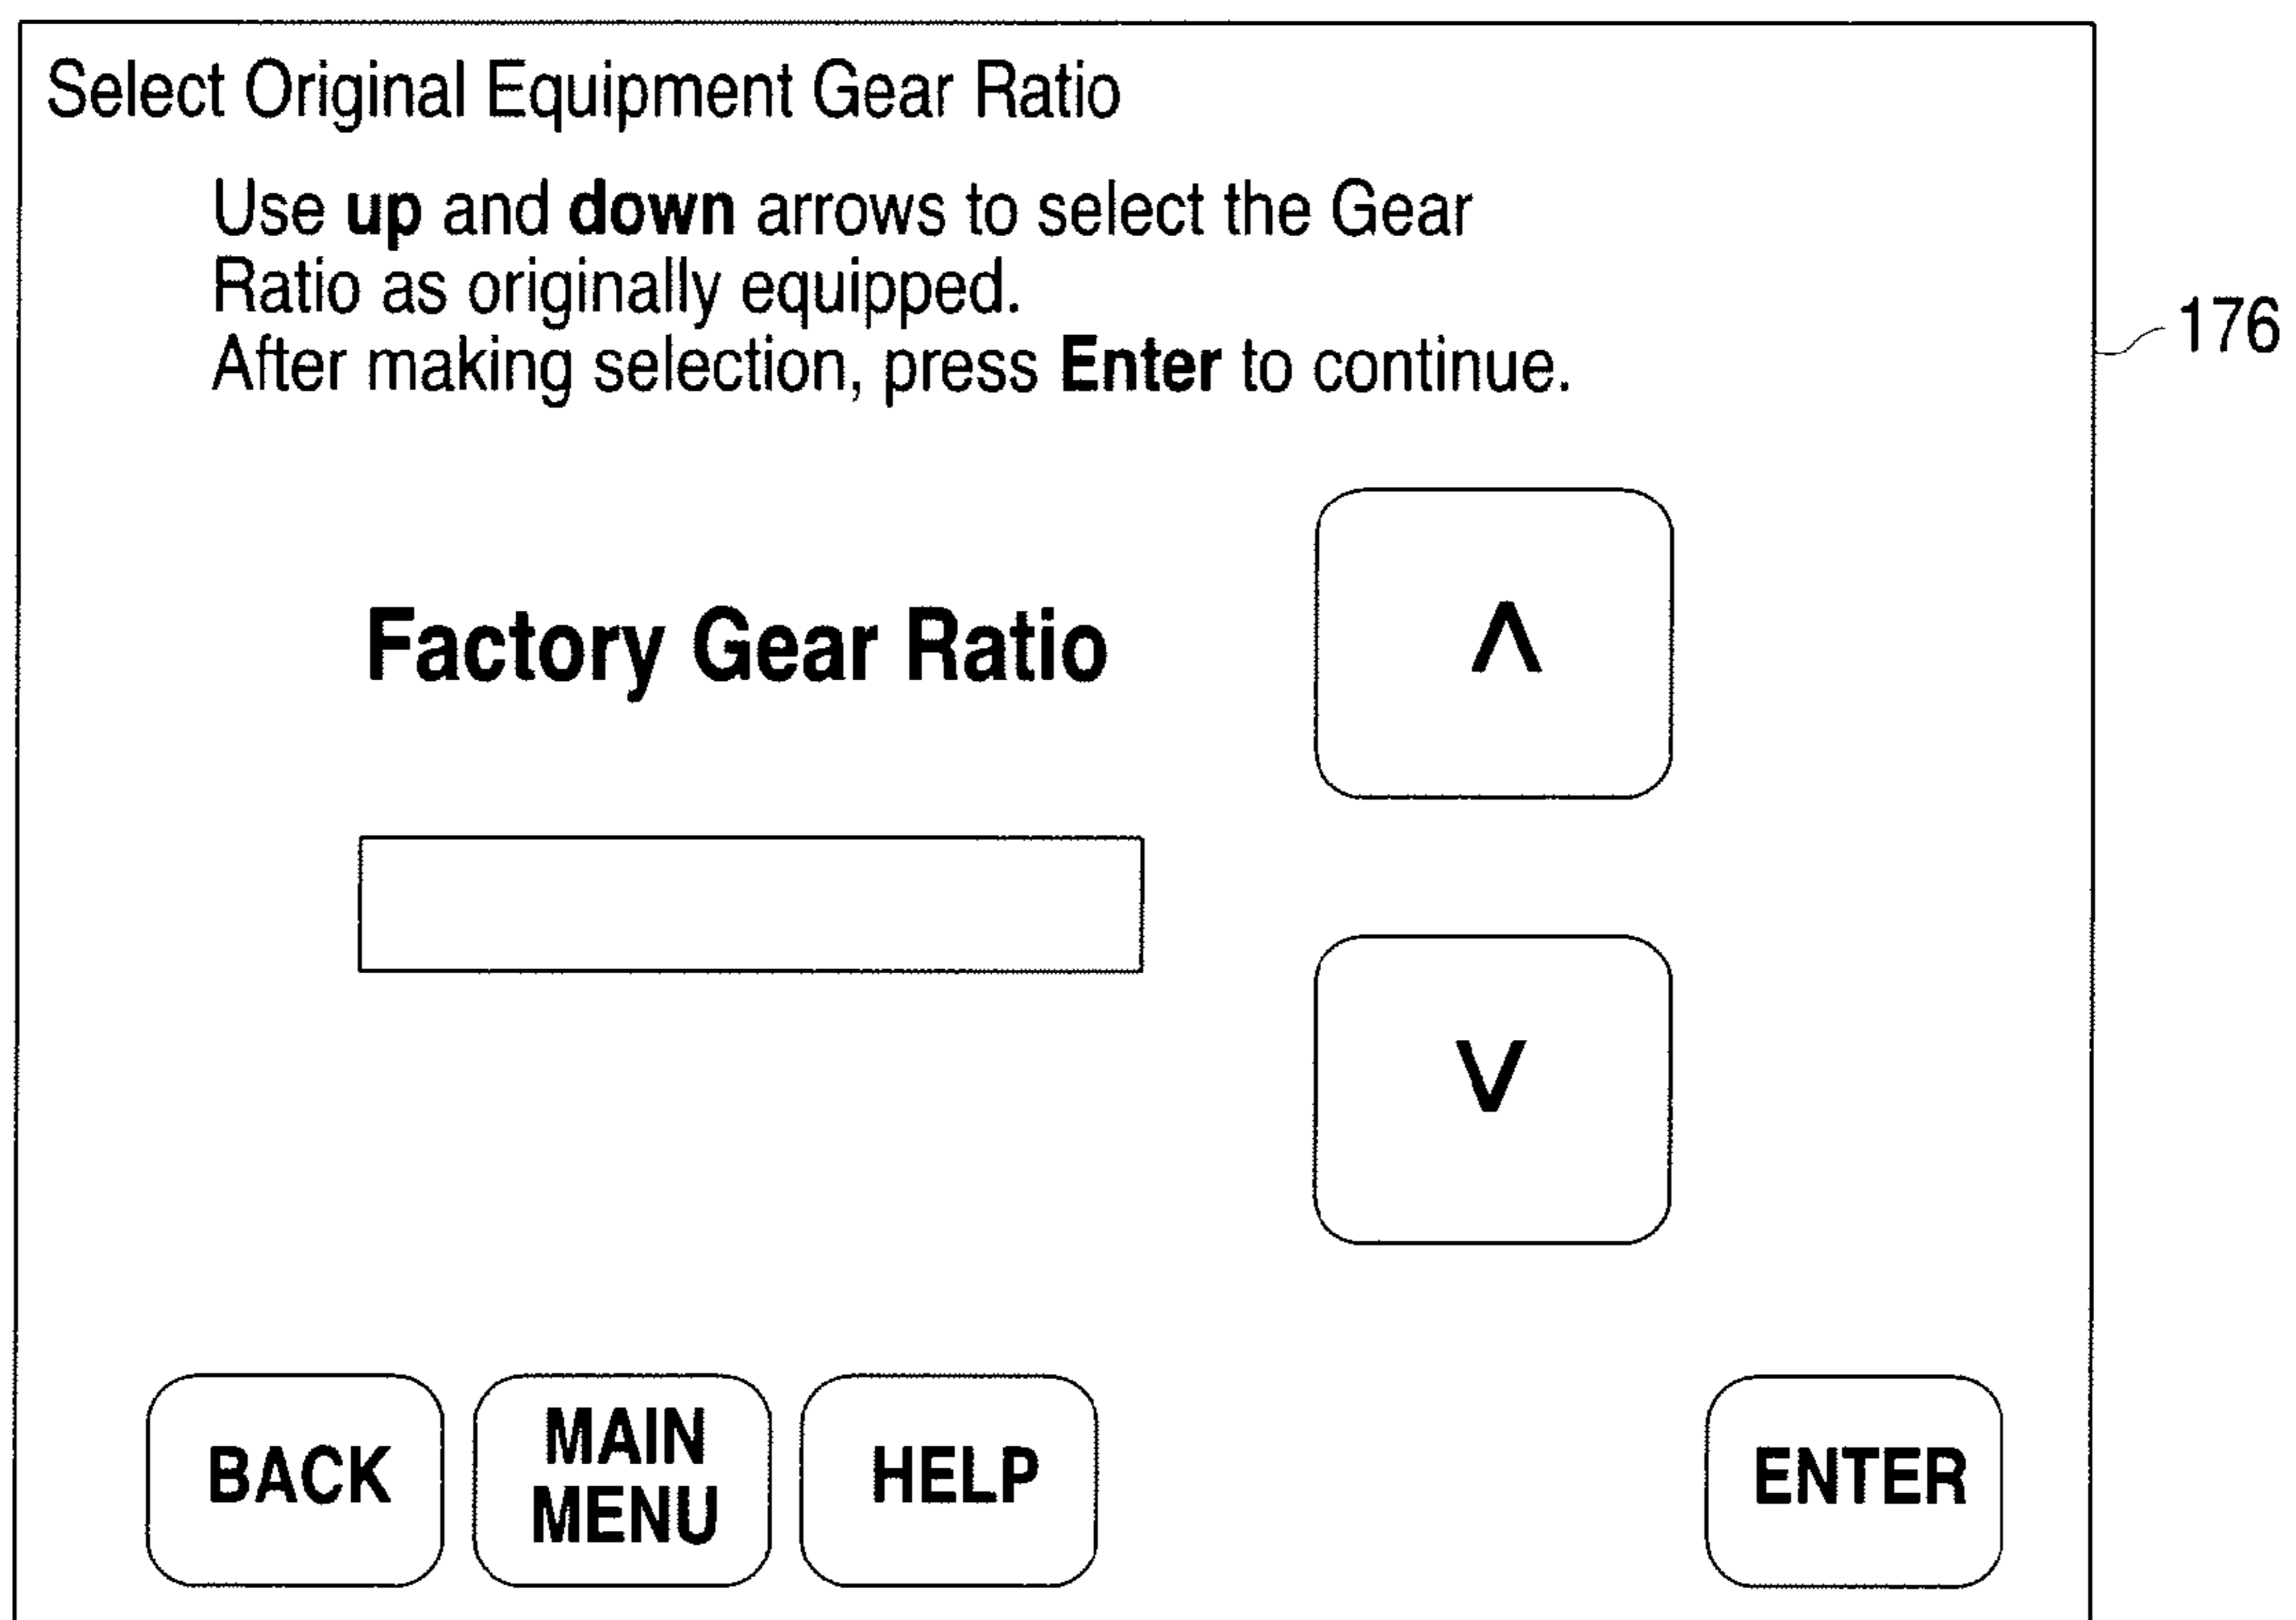 Select Original Equipment Gear Ratio
Use up and down arrows to select the Gear
Ratio as originally equipped.
After making selection, press Enter to continue.
176
Factory Gear Ratio
Λ
V
BACK
MAIN
MENU
HELP
ENTER